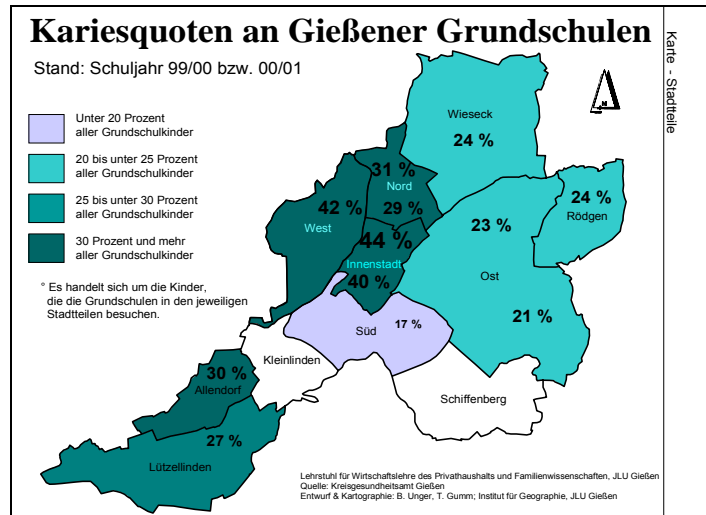 Kariesquoten an Gießener Grundschulen
Stand: Schuljahr 99/00 bzw. 00/01
Karte - Stadtteile
N
Unter 20 Prozent
aller Grundschulkinder
20 bis unter 25 Prozent
aller Grundschulkinder
25 bis unter 30 Prozent
aller Grundschulkinder
30 Prozent und mehr
aller Grundschulkinder
° Es handelt sich um die Kinder,
die die Grundschulen in den jeweiligen
Stadtteilen besuchen.
Wieseck
24 %
31 %
Nord
29 %
42 %
West
44 %
Innenstadt
40 %
24 %
Rödgen
23 %
Ost
21 %
Süd 17 %
Kleinlinden
Schiffenberg
30 %
Allendorf
27 %
Lützellinden
Lehrstuhl für Wirtschaftslehre des Privathaushalts und Familienwissenschaften, JLU Gießen
Quelle: Kreisgesundheitsamt Gießen
Entwurf & Kartographie: B. Unger, T. Gumm; Institut für Geographie, JLU Gießen